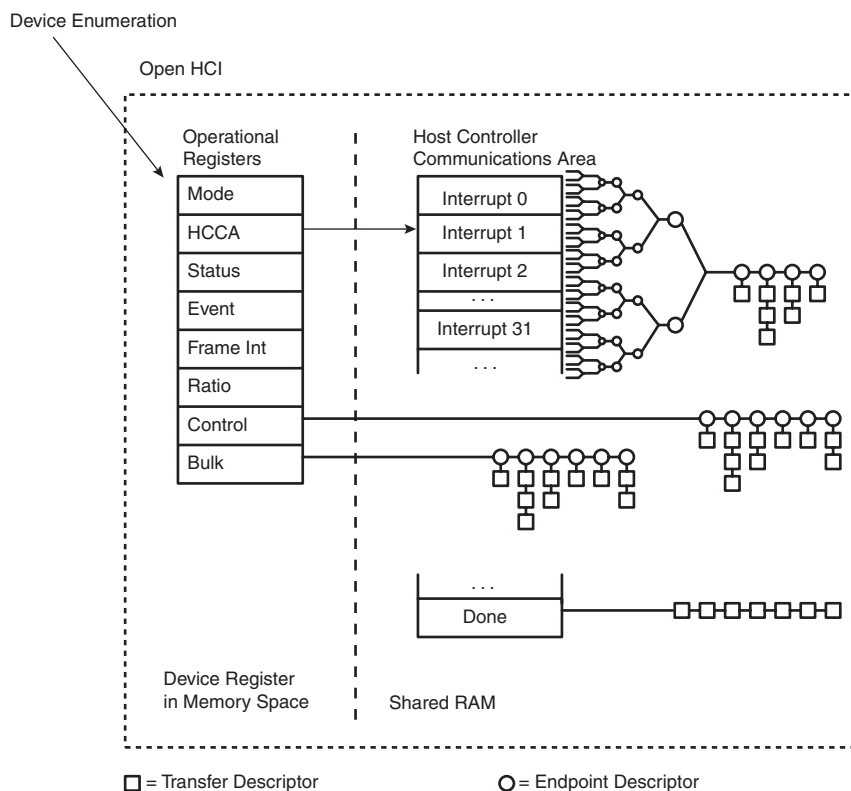 Device Enumeration
Open HCI
Operational
Registers
Mode
HCCA
Status
Event
Frame Int
Ratio
Control
Bulk
Host Controller
Communications Area
Interrupt 0
Interrupt 1
Interrupt 2
. . .
Interrupt 31
. . .
. . .
Done
Device Register
in Memory Space
Shared RAM
= Transfer Descriptor
= Endpoint Descriptor